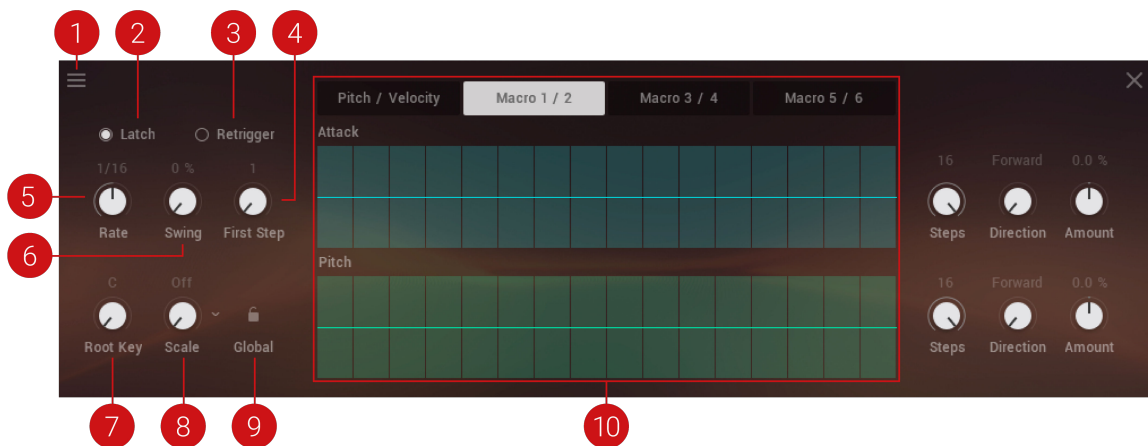 1 2 3 4
Pitch / Velocity Macro 1 / 2 Macro 3 / 4 Macro 5 / 6
Latch Retrigger
Attack
1/16 0 % 1
16 Forward 0.0 %
5
Rate Swing First Step
Steps Direction Amount
6
Pitch
C Off
16 Forward 0.0 %
Root Key Scale Global
Steps Direction Amount
7 8 9 10